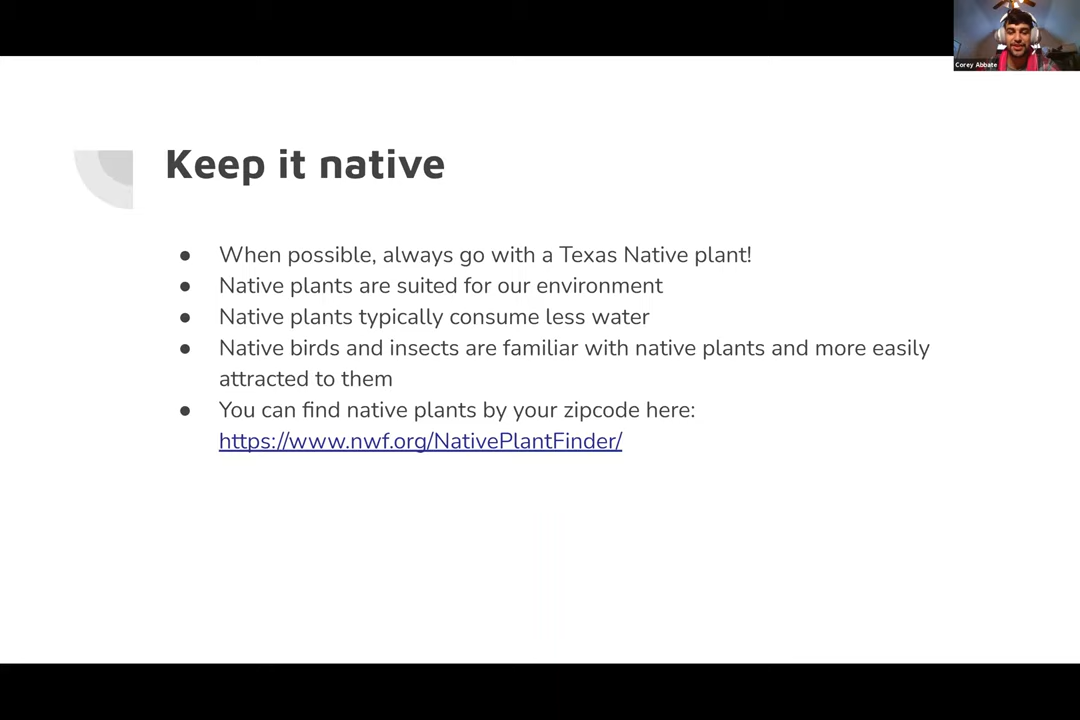 Corey Abbate
Keep it native
● When possible, always go with a Texas Native plant!
● Native plants are suited for our environment
● Native plants typically consume less water
● Native birds and insects are familiar with native plants and more easily
attracted to them
● You can find native plants by your zipcode here:
https://www.nwf.org/NativePlantFinder/